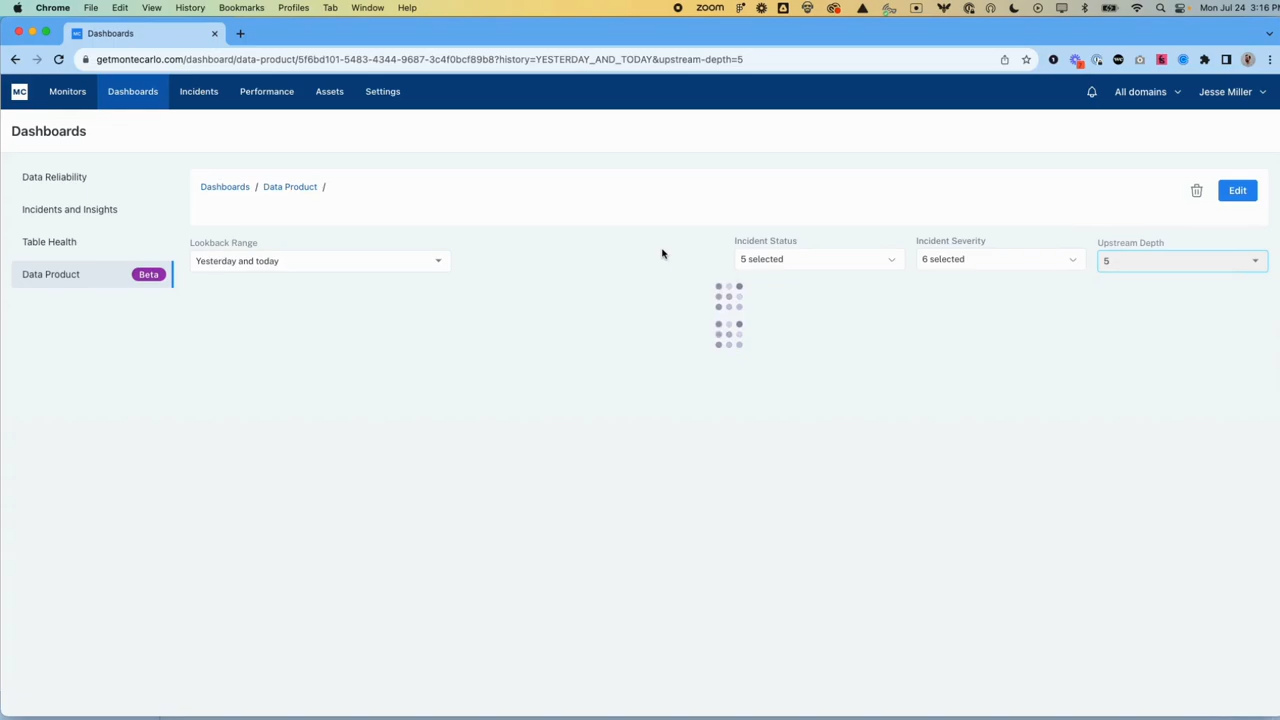 Chrome File Edit View History Bookmarks Profiles Tab Window Help zoom Mon Jul 24 3:16 P
MC Dashboards
getmontecarlo.com/dashboard/data-product/5f6bd101-5483-4344-9687-3c4f0bcf89b8?history=YESTERDAY_AND_TODAY&upstream-depth=5
MC Monitors Dashboards Incidents Performance Assets Settings All domains Jesse Miller
Dashboards
Data Reliability
Incidents and Insights
Table Health
Data Product Beta
Dashboards / Data Product /
Edit
Lookback Range
Yesterday and today
Incident Status
5 selected
Incident Severity
6 selected
Upstream Depth
5